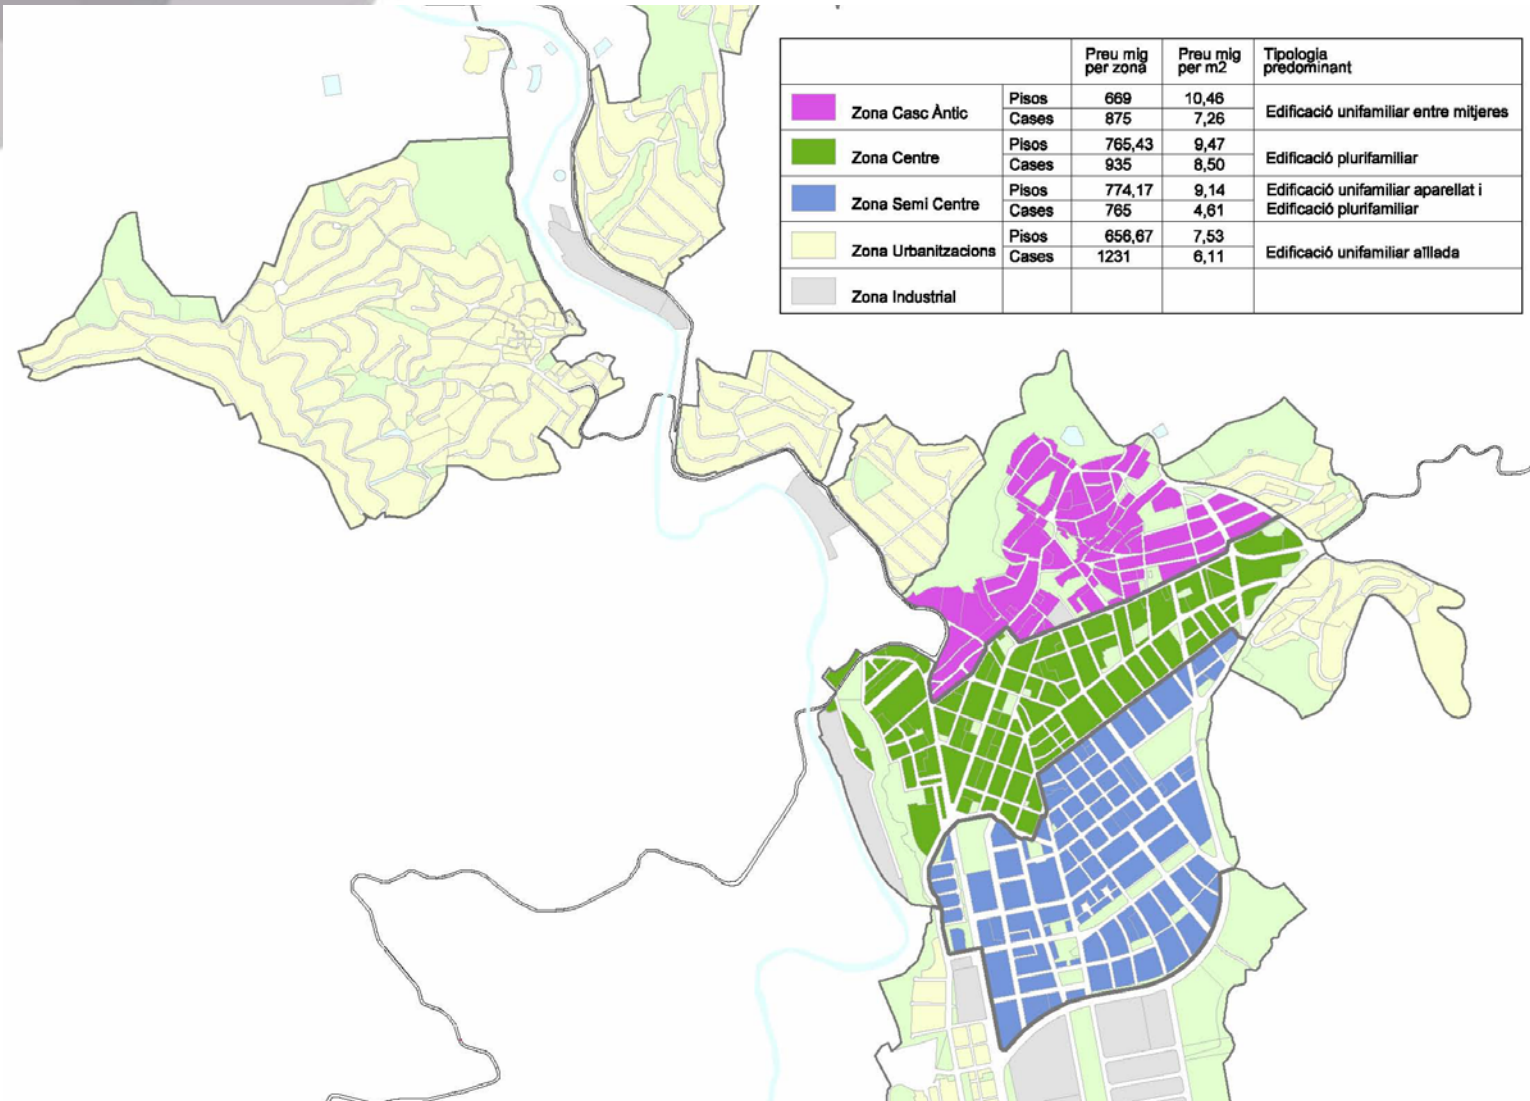 Preu mig per zona Preu mig per m2 Tipologia predominant
Zona Casc Àntic Pisos 669 10,46 Edificació unifamiliar entre mitjeres
Cases 875 7,26
Zona Centre Pisos 765,43 9,47 Edificació plurifamiliar
Cases 935 8,50
Zona Semi Centre Pisos 774,17 9,14 Edificació unifamiliar aparellat i
Cases 765 4,61 Edificació plurifamiliar
Zona Urbanitzacions Pisos 656,67 7,53 Edificació unifamiliar aïllada
Cases 1231 6,11
Zona Industrial